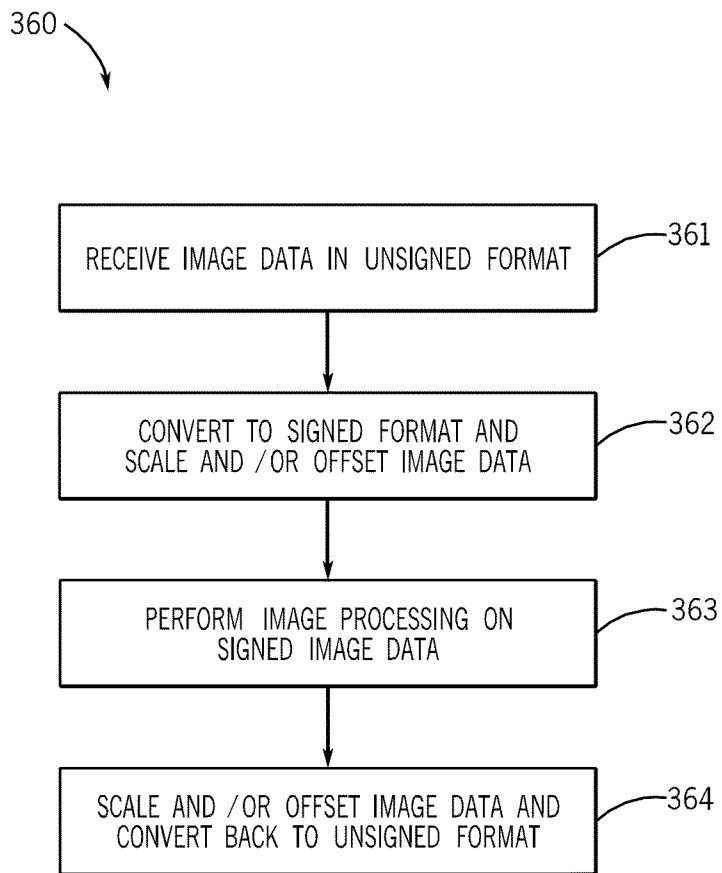 360
RECEIVE IMAGE DATA IN UNSIGNED FORMAT
361
CONVERT TO SIGNED FORMAT AND
SCALE AND /OR OFFSET IMAGE DATA
362
PERFORM IMAGE PROCESSING ON
SIGNED IMAGE DATA
363
SCALE AND /OR OFFSET IMAGE DATA AND
CONVERT BACK TO UNSIGNED FORMAT
364